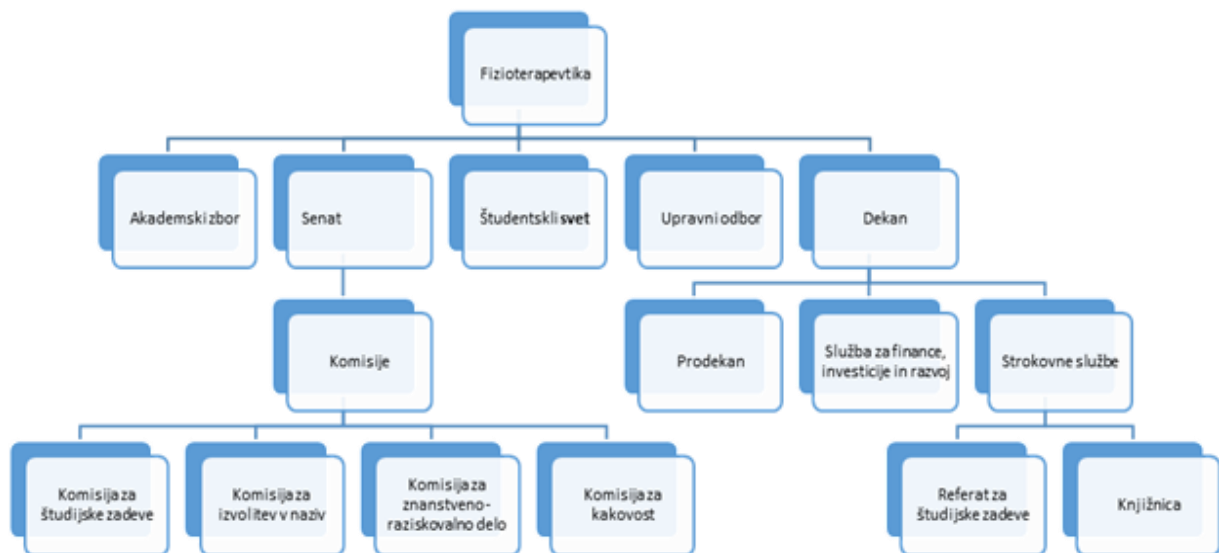 Fizioterapevtika
Akademski zbor
Senat
Študentskli svet
Upravni odbor
Dekan
Komisije
Prodekan
Služba za finance,
investicije in razvoj
Strokovne službe
Komisija za
študijske zadeve
Komisija za
izvolitev v naziv
Komisija za
znanstveno-
raziskovalno delo
Komisija za
kakovost
Referat za
študijske zadeve
Knjižnica